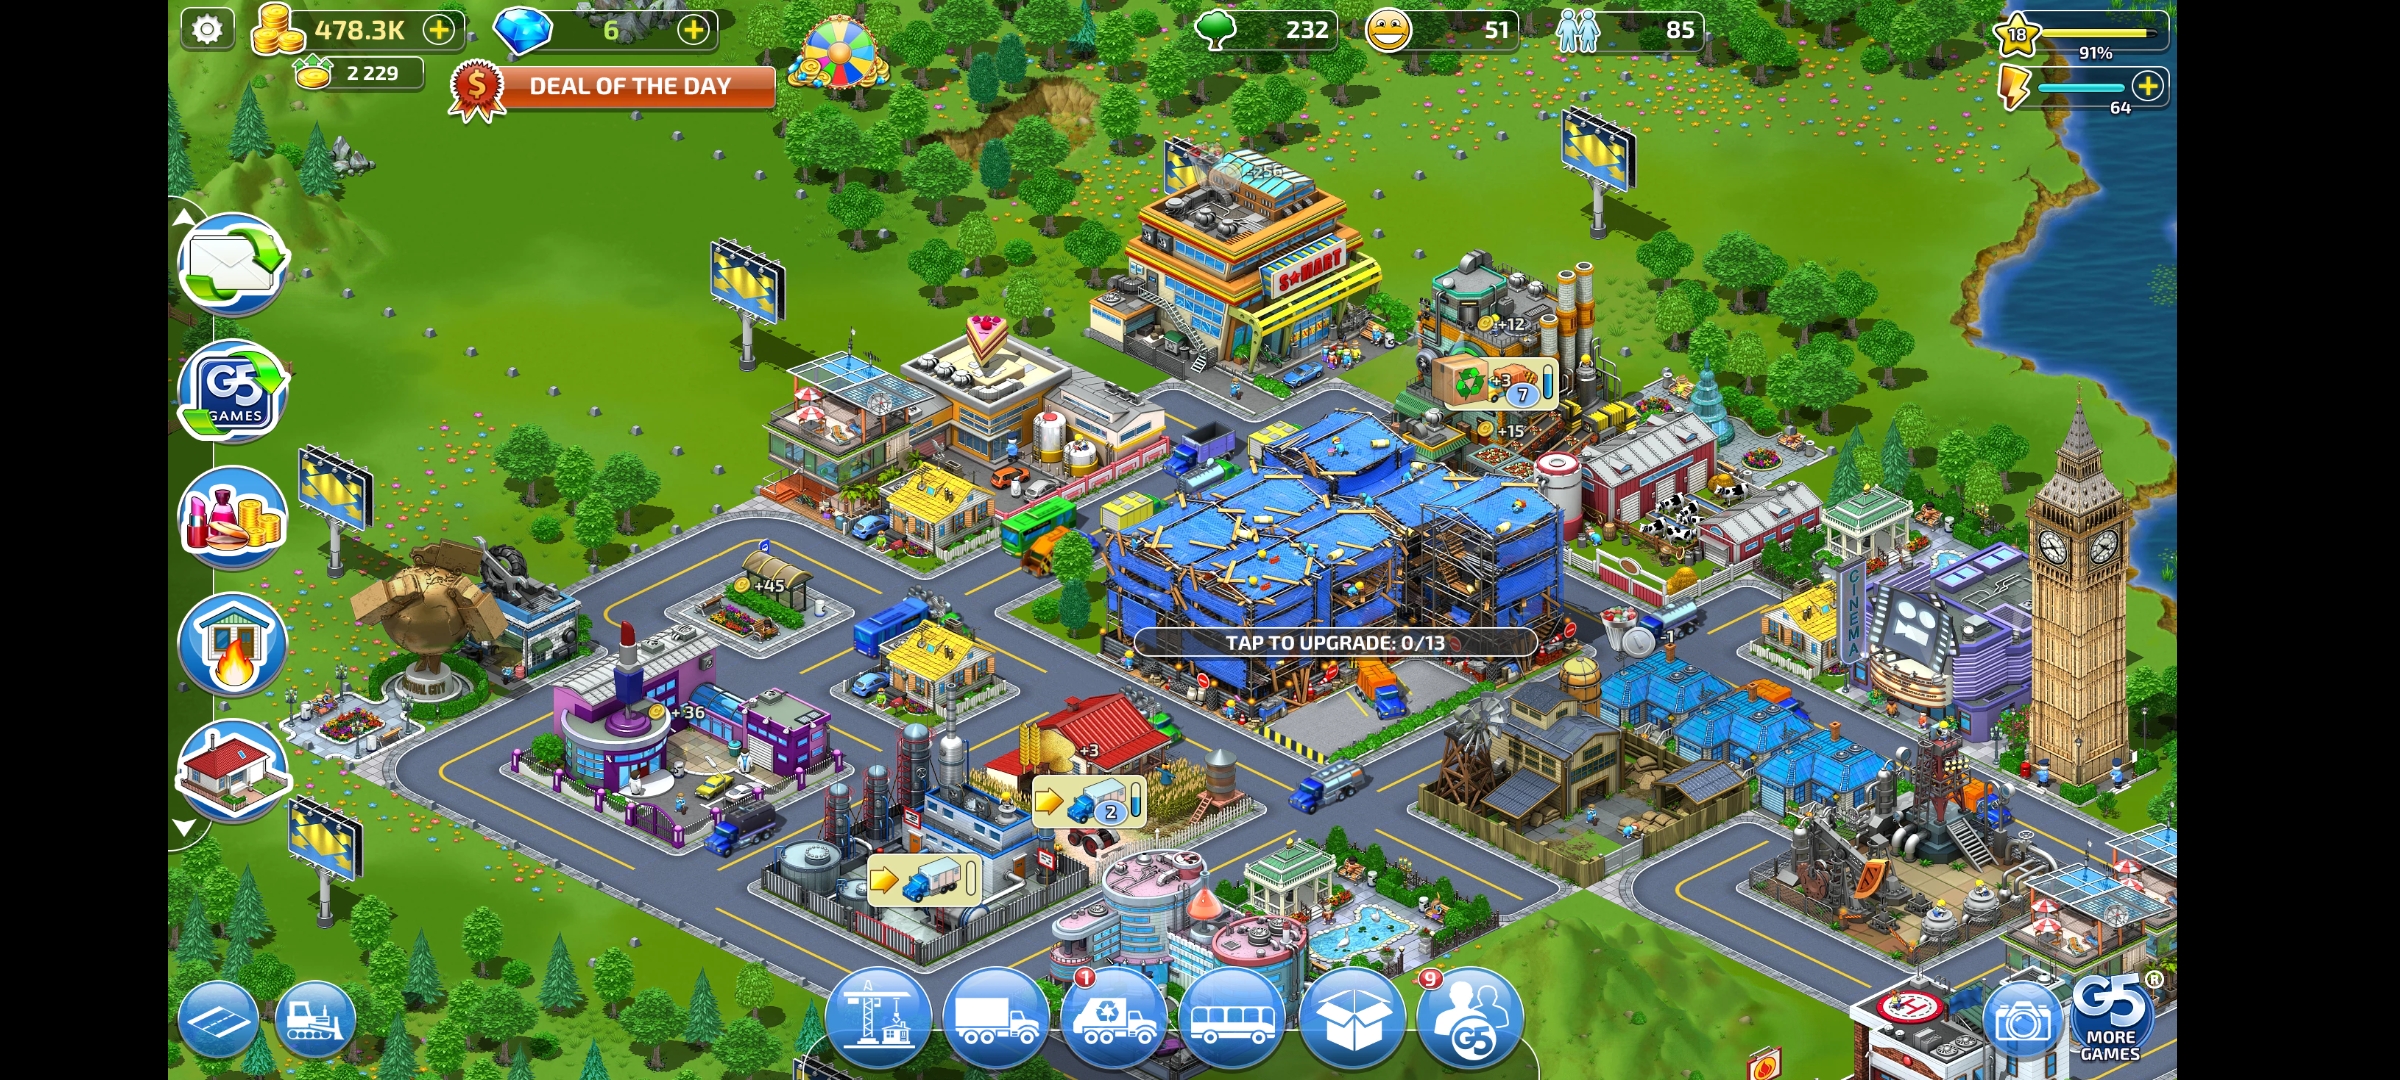 478.3K
6
232
51
85
18
91%
2 229
DEAL OF THE DAY
64
-256
S★MART
+12
+3
7
+15
G5
GAMES
+45
CINEMA
TAP TO UPGRADE: 0/13
-1
+36
+3
2
1
9
G5
H
G5
®
MORE
GAMES